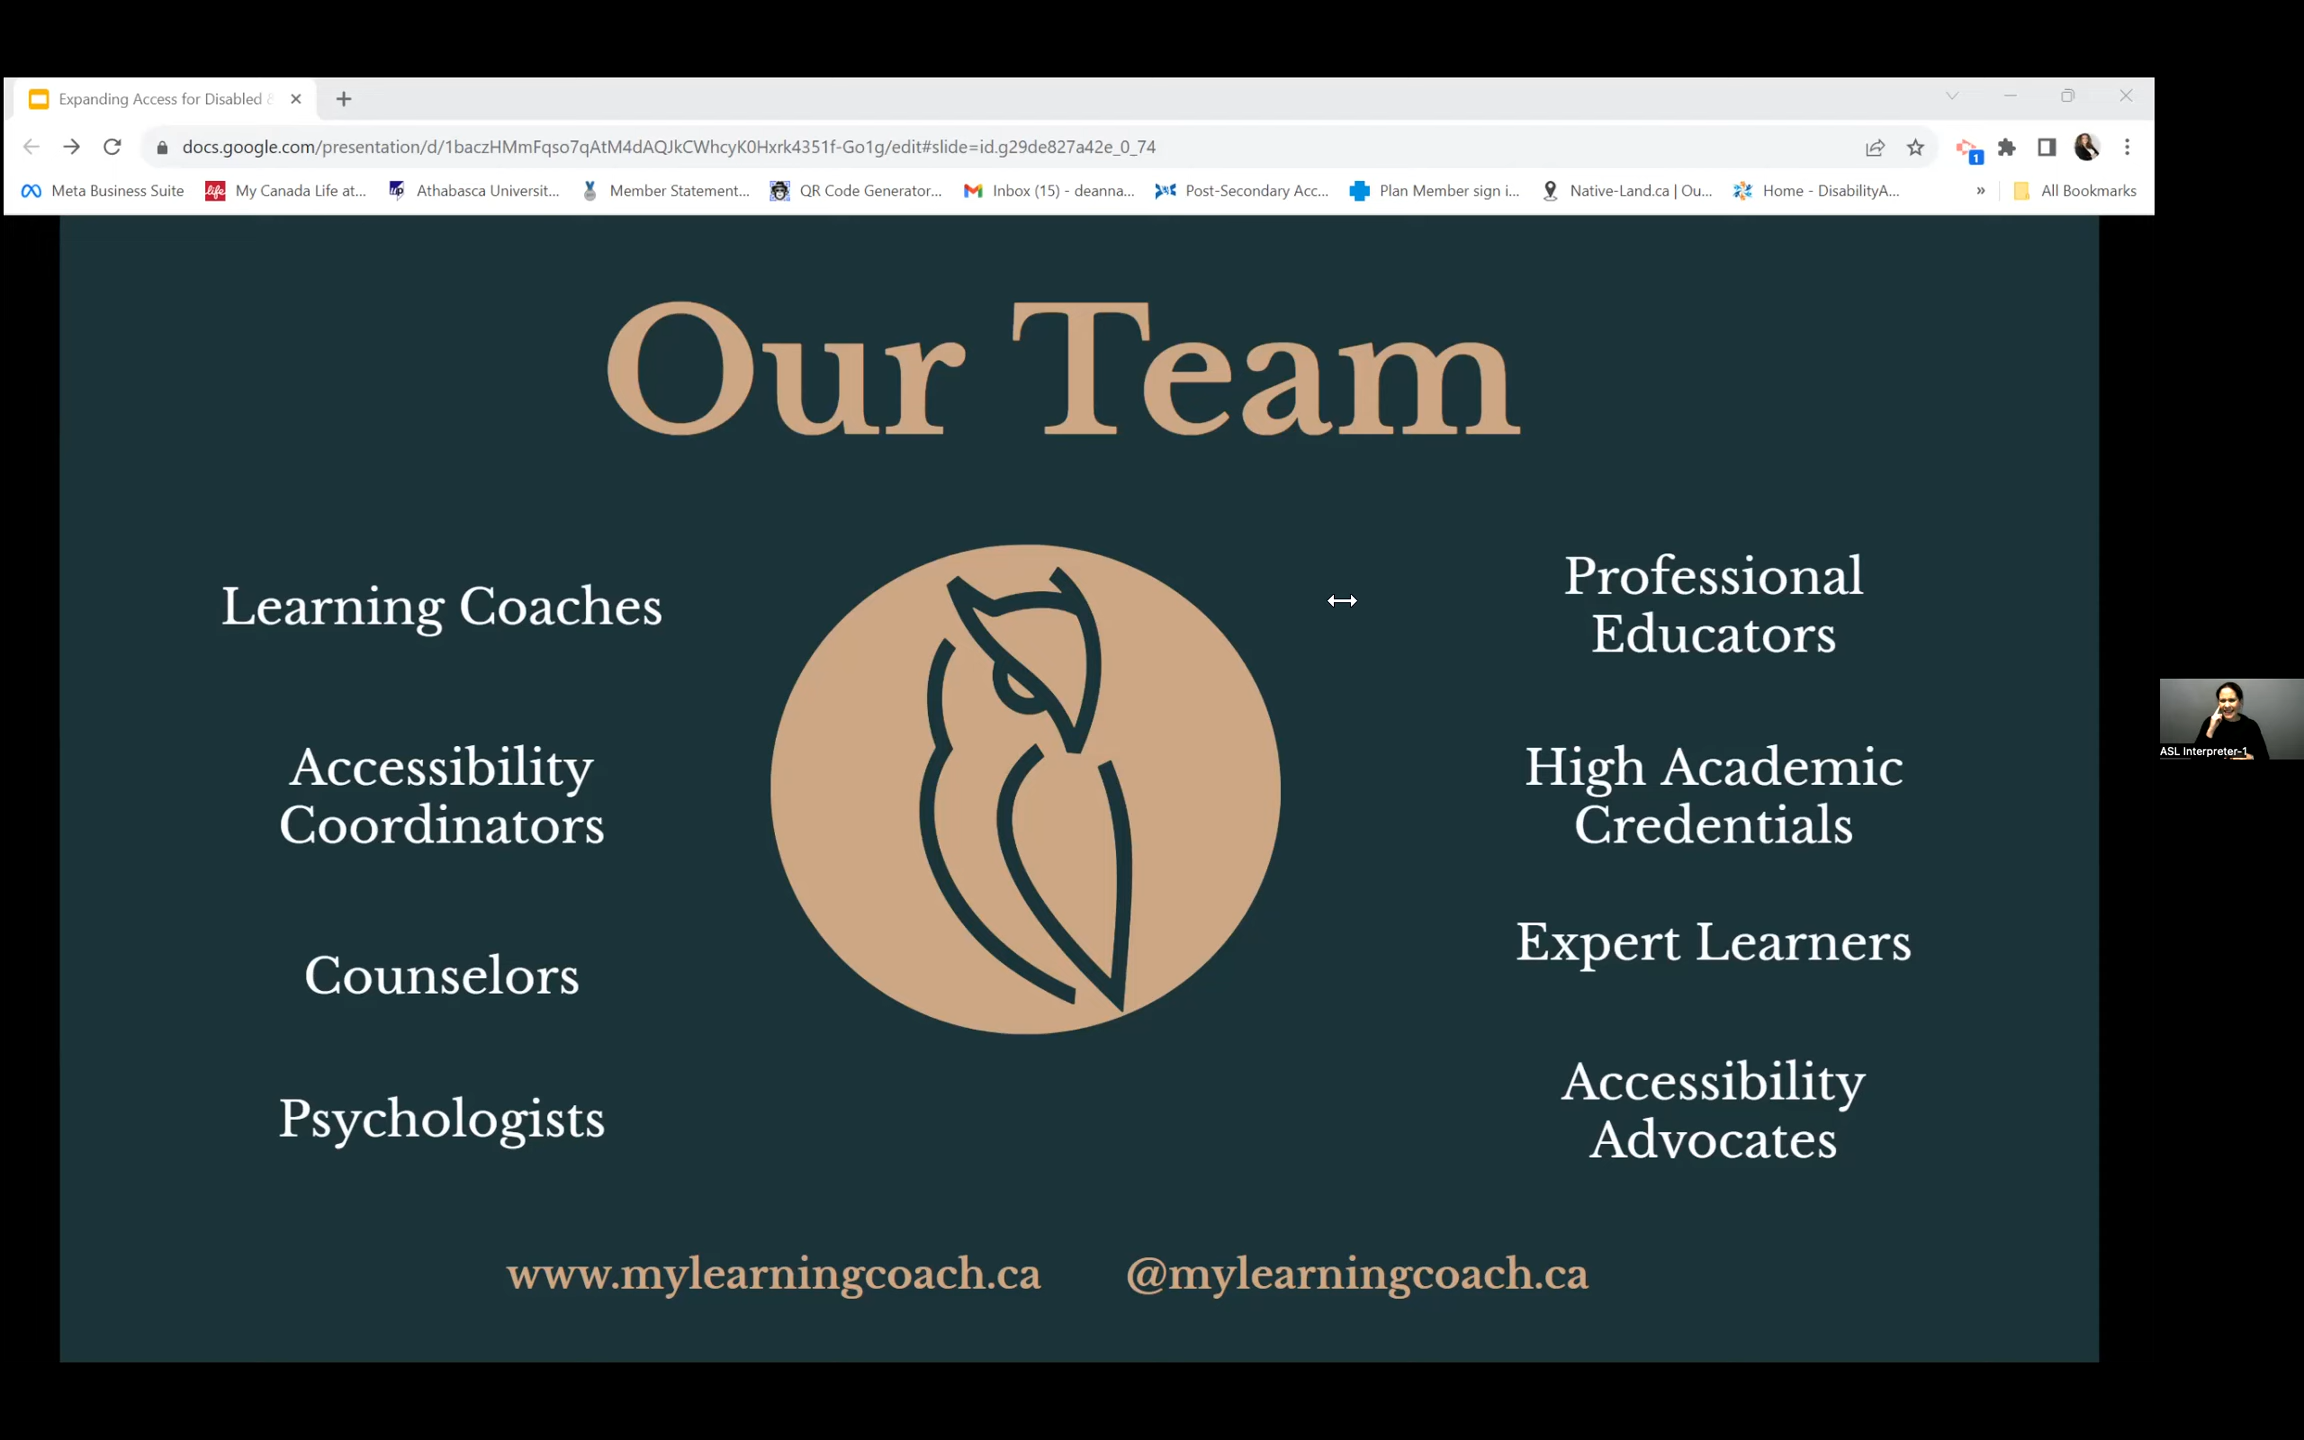 Expanding Access for Disabled
docs.google.com/presentation/d/1baczHMmFqso7qAtM4dAQJkCWhcyK0Hxrk4351f-Go1g/edit#slide=id.g29de827a42e_0_74
1
Meta Business Suite
life
My Canada Life at...
Athabasca Universit...
Member Statement...
QR Code Generator...
Inbox (15) - deanna...
Post-Secondary Acc...
Plan Member sign i...
Native-Land.ca | Ou...
Home - DisabilityA...
»
All Bookmarks
Our Team
Learning Coaches
Accessibility
Coordinators
Counselors
Psychologists
Professional
Educators
High Academic
Credentials
Expert Learners
Accessibility
Advocates
www.mylearningcoach.ca
@mylearningcoach.ca
ASL Interpreter-1